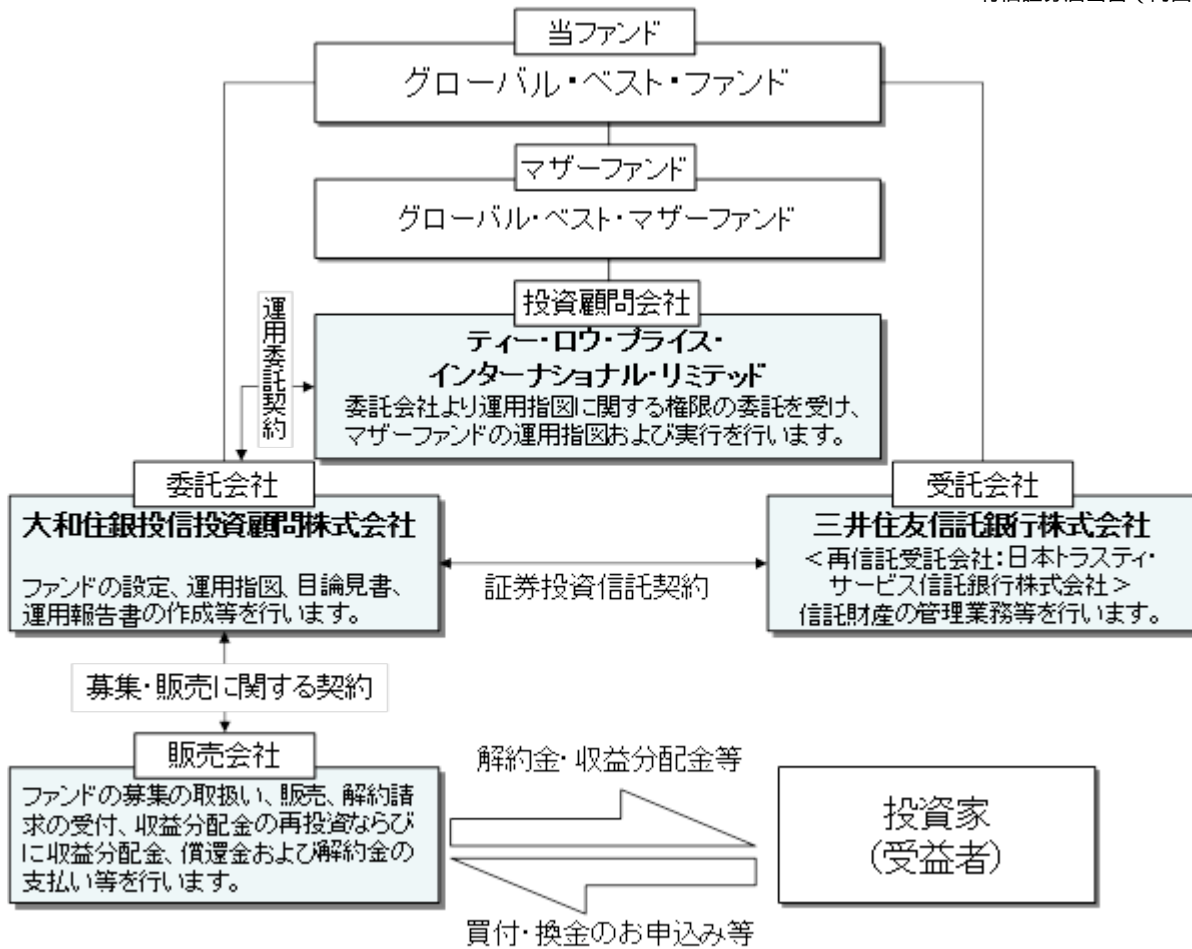 当ファンド
グローバル・ベスト・ファンド
マザーファンド
グローバル・ベスト・マザーファンド
投資顧問会社
ティー・ロウ・プライス・
インターナショナル・リミテッド
委託会社より運用指図に関する権限の委託を受け、
マザーファンドの運用指図および実行を行います。
運用委託契約
委託会社
大和住銀投信投資顧問株式会社
ファンドの設定、運用指図、目論見書、
運用報告書の作成等を行います。
証券投資信託契約
受託会社
三井住友信託銀行株式会社
<再信託受託会社:日本トラスティ・
サービス信託銀行株式会社>
信託財産の管理業務等を行います。
募集・販売に関する契約
販売会社
ファンドの募集の取扱い、販売、解約請
求の受付、収益分配金の再投資ならび
に収益分配金、償還金および解約金の
支払い等を行います。
解約金・収益分配金等
買付・換金のお申込み等
投資家
(受益者)